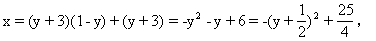 x = (y + 3)(1- y) + (y + 3) = -y² - y + 6 = -(y + 1/2)² + 25/4 ,